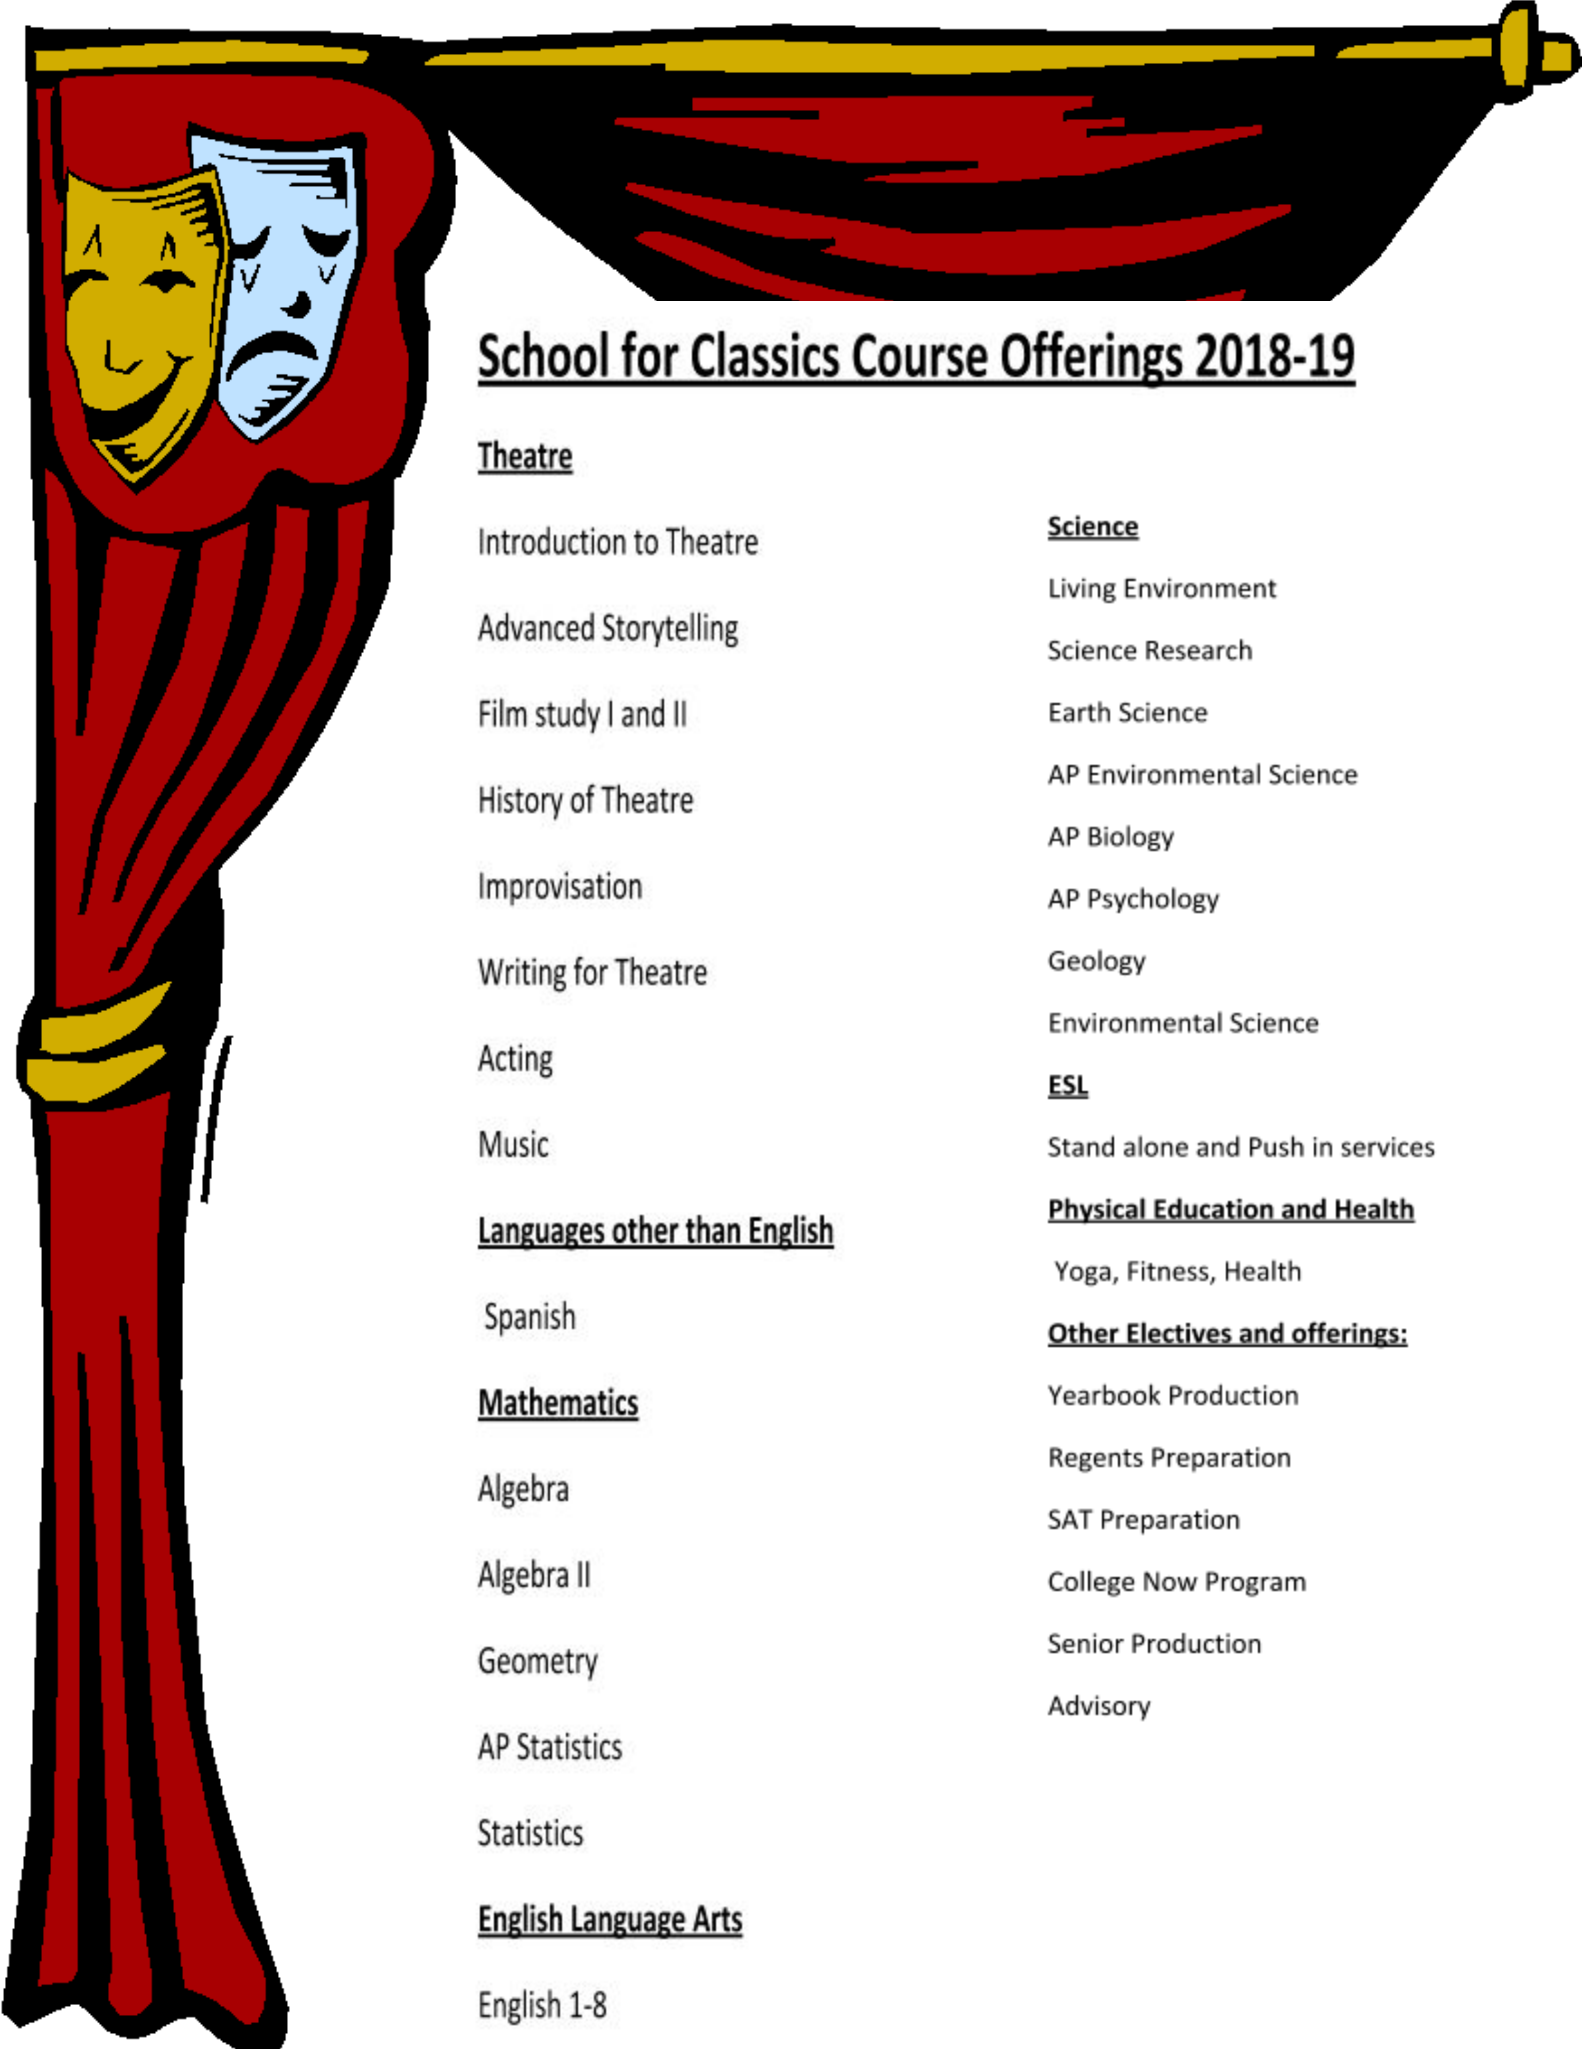 School for Classics Course Offerings 2018-19
Theatre
Introduction to Theatre
Advanced Storytelling
Film study I and II
History of Theatre
Improvisation
Writing for Theatre
Acting
Music
Languages other than English
Spanish
Mathematics
Algebra
Algebra II
Geometry
AP Statistics
Statistics
English Language Arts
English 1-8
Science
Living Environment
Science Research
Earth Science
AP Environmental Science
AP Biology
AP Psychology
Geology
Environmental Science
ESL
Stand alone and Push in services
Physical Education and Health
Yoga, Fitness, Health
Other Electives and offerings:
Yearbook Production
Regents Preparation
SAT Preparation
College Now Program
Senior Production
Advisory